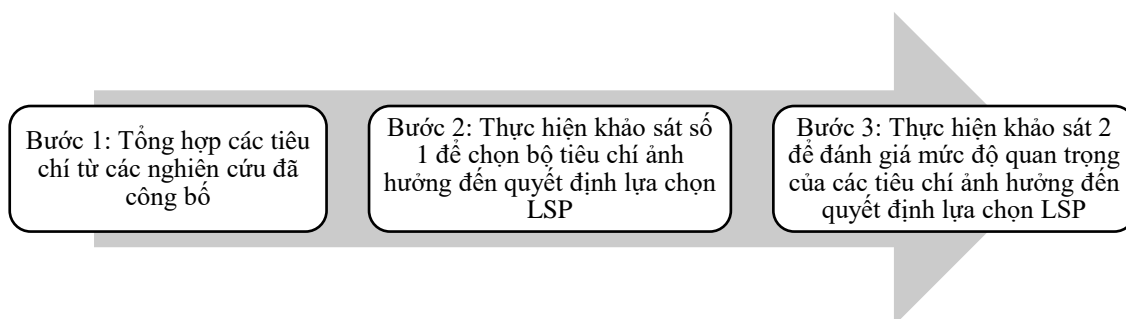 Bước 1: Tổng hợp các tiêu
chí từ các nghiên cứu đã
công bố
Bước 2: Thực hiện khảo sát số
1 để chọn bộ tiêu chí ảnh
hưởng đến quyết định lựa chọn
LSP
Bước 3: Thực hiện khảo sát 2
để đánh giá mức độ quan trọng
của các tiêu chí ảnh hưởng đến
quyết định lựa chọn LSP